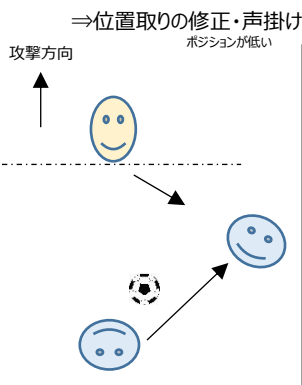 ⇒位置取りの修正・声掛け
ポジションが低い
攻撃方向